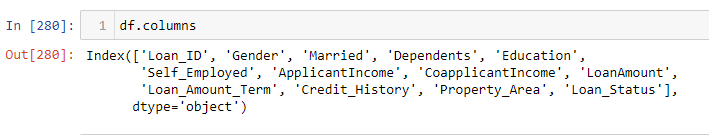 In [280]: 1 df.columns
Out[280]: Index(['Loan_ID', 'Gender', 'Married', 'Dependents', 'Education',
'Self_Employed', 'ApplicantIncome', 'CoapplicantIncome', 'LoanAmount',
'Loan_Amount_Term', 'Credit_History', 'Property_Area', 'Loan_Status'],
dtype='object')